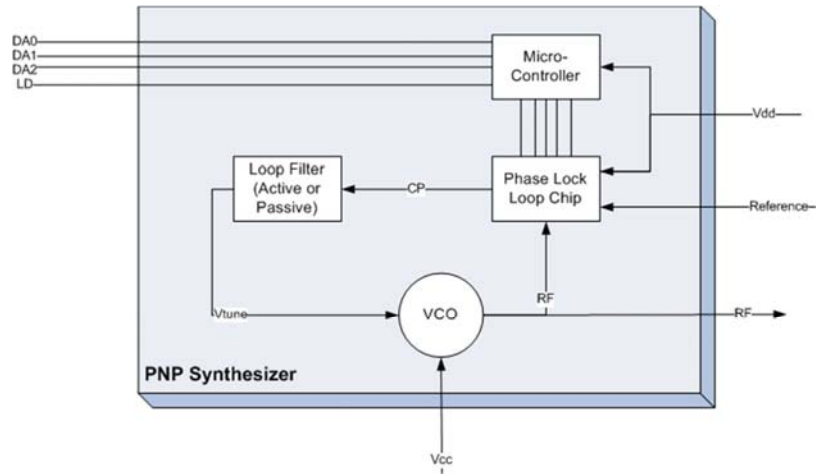 DA0
DA1
DA2
LD
Micro-
Controller
Vdd
Loop Filter
(Active or
Passive)
CP
Phase Lock
Loop Chip
Reference
RF
Vtune
VCO
RF
PNP Synthesizer
Vcc